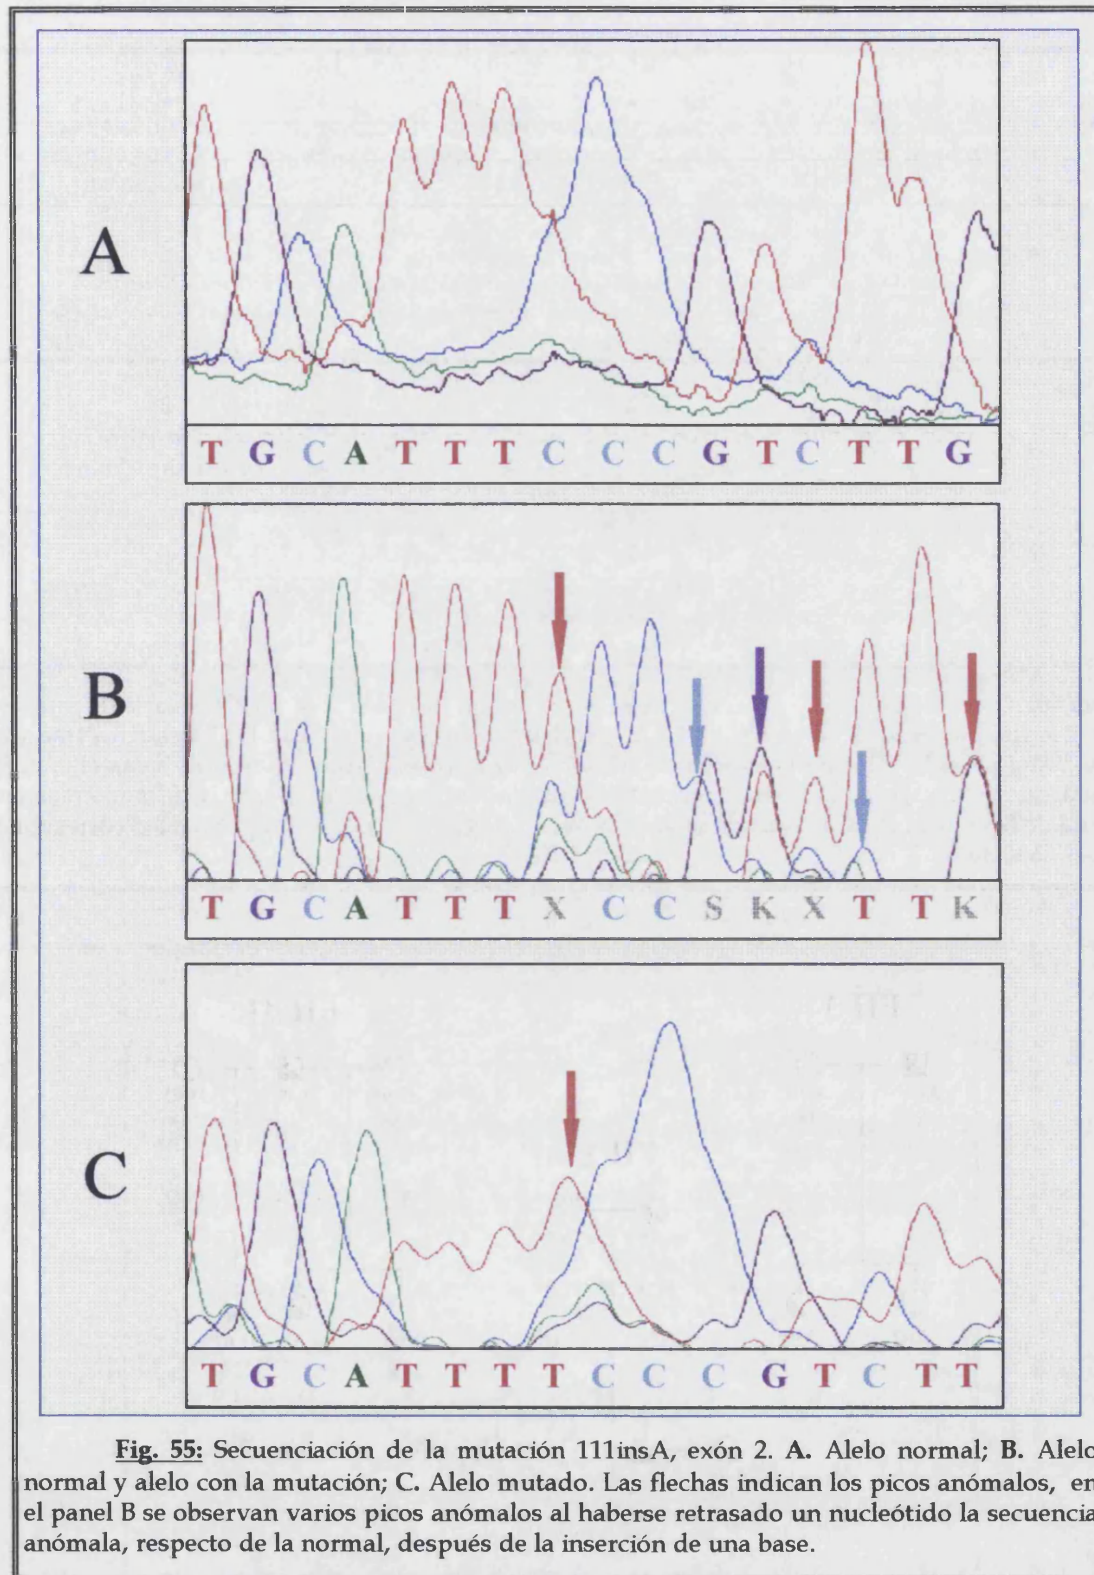 A
T G C A T T T C C C G T C T T G
B
T G C A T T T X C C S K X T T K
C
T G C A T T T T C C C G T C T T
Fig. 55: Secuenciación de la mutación 111insA, exón 2. A. Alelo normal; B. Alelo
normal y alelo con la mutación; C. Alelo mutado. Las flechas indican los picos anómalos, en
el panel B se observan varios picos anómalos al haberse retrasado un nucleótido la secuencia
anómala, respecto de la normal, después de la inserción de una base.